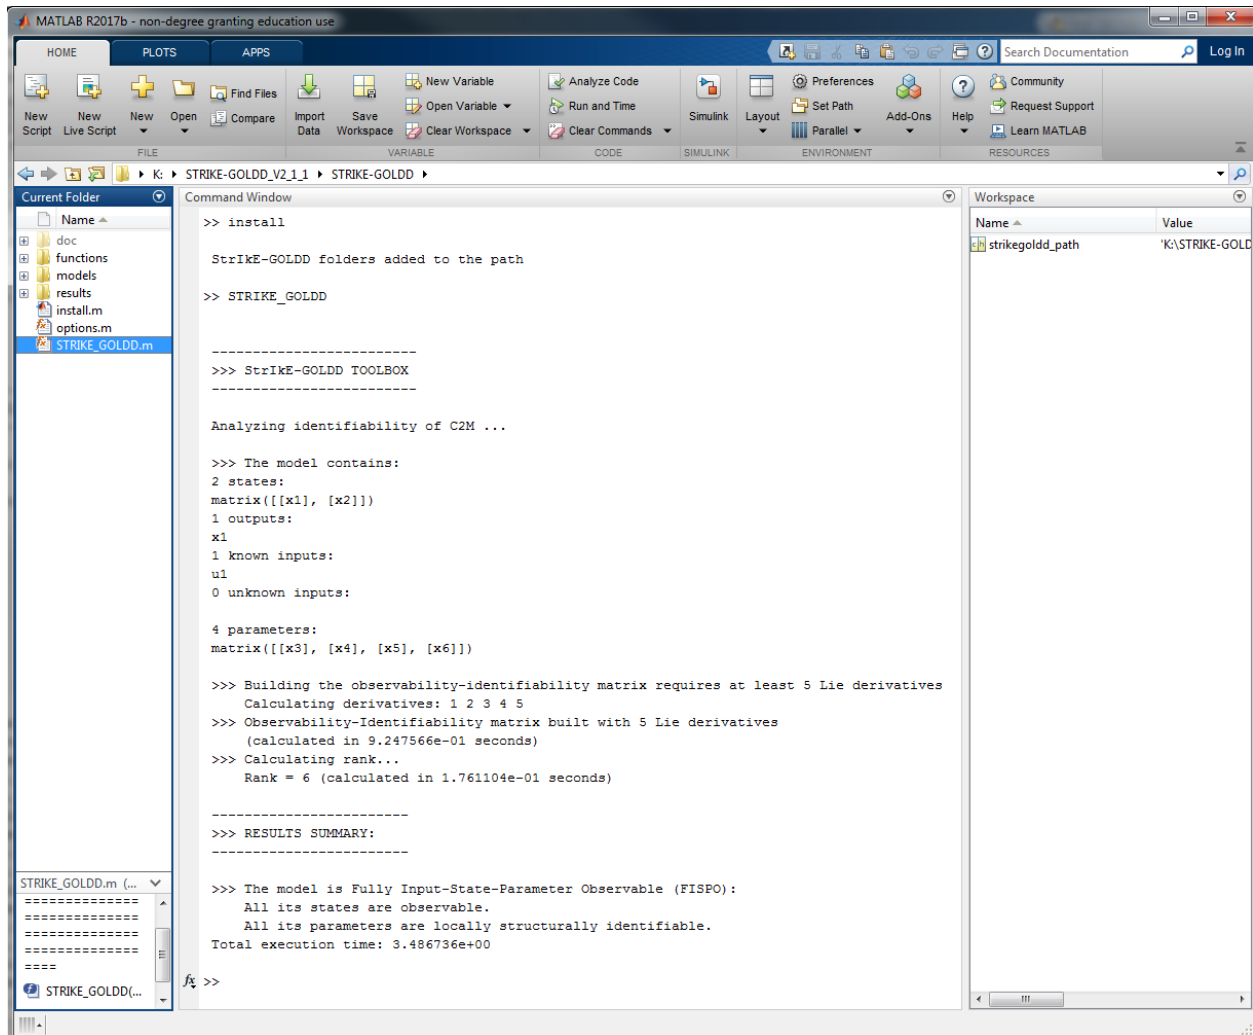 MATLAB R2017b - non-degree granting education use
HOME PLOTS APPS
Search Documentation Log In
New Script
New Live Script
New
Open
Find Files
Compare
Import Data
Save Workspace
New Variable
Open Variable
Clear Workspace
Analyze Code
Run and Time
Clear Commands
Simulink
Layout
Preferences
Set Path
Parallel
Add-Ons
Help
Community
Request Support
Learn MATLAB
FILE VARIABLE CODE SIMULINK ENVIRONMENT RESOURCES
K: STRIKE-GOLDD_V2_1_1 STRIKE-GOLDD
Current Folder
Name
doc
functions
models
results
install.m
options.m
STRIKE_GOLDD.m
STRIKE_GOLDD.m (...
==============
==============
==============
==============
====
STRIKE_GOLDD(...
Command Window
>> install
StrIkE-GOLDD folders added to the path
>> STRIKE_GOLDD
--------------------------
>>> StrIkE-GOLDD TOOLBOX
--------------------------
Analyzing identifiability of C2M ...
>>> The model contains:
2 states:
matrix([[x1], [x2]])
1 outputs:
x1
1 known inputs:
u1
0 unknown inputs:
4 parameters:
matrix([[x3], [x4], [x5], [x6]])
>>> Building the observability-identifiability matrix requires at least 5 Lie derivatives
Calculating derivatives: 1 2 3 4 5
>>> Observability-Identifiability matrix built with 5 Lie derivatives
(calculated in 9.247566e-01 seconds)
>>> Calculating rank...
Rank = 6 (calculated in 1.761104e-01 seconds)
-------------------------
>>> RESULTS SUMMARY:
-------------------------
>>> The model is Fully Input-State-Parameter Observable (FISPO):
All its states are observable.
All its parameters are locally structurally identifiable.
Total execution time: 3.486736e+00
fx >>
Workspace
Name Value
strikegoldd_path 'K:\STRIKE-GOLD